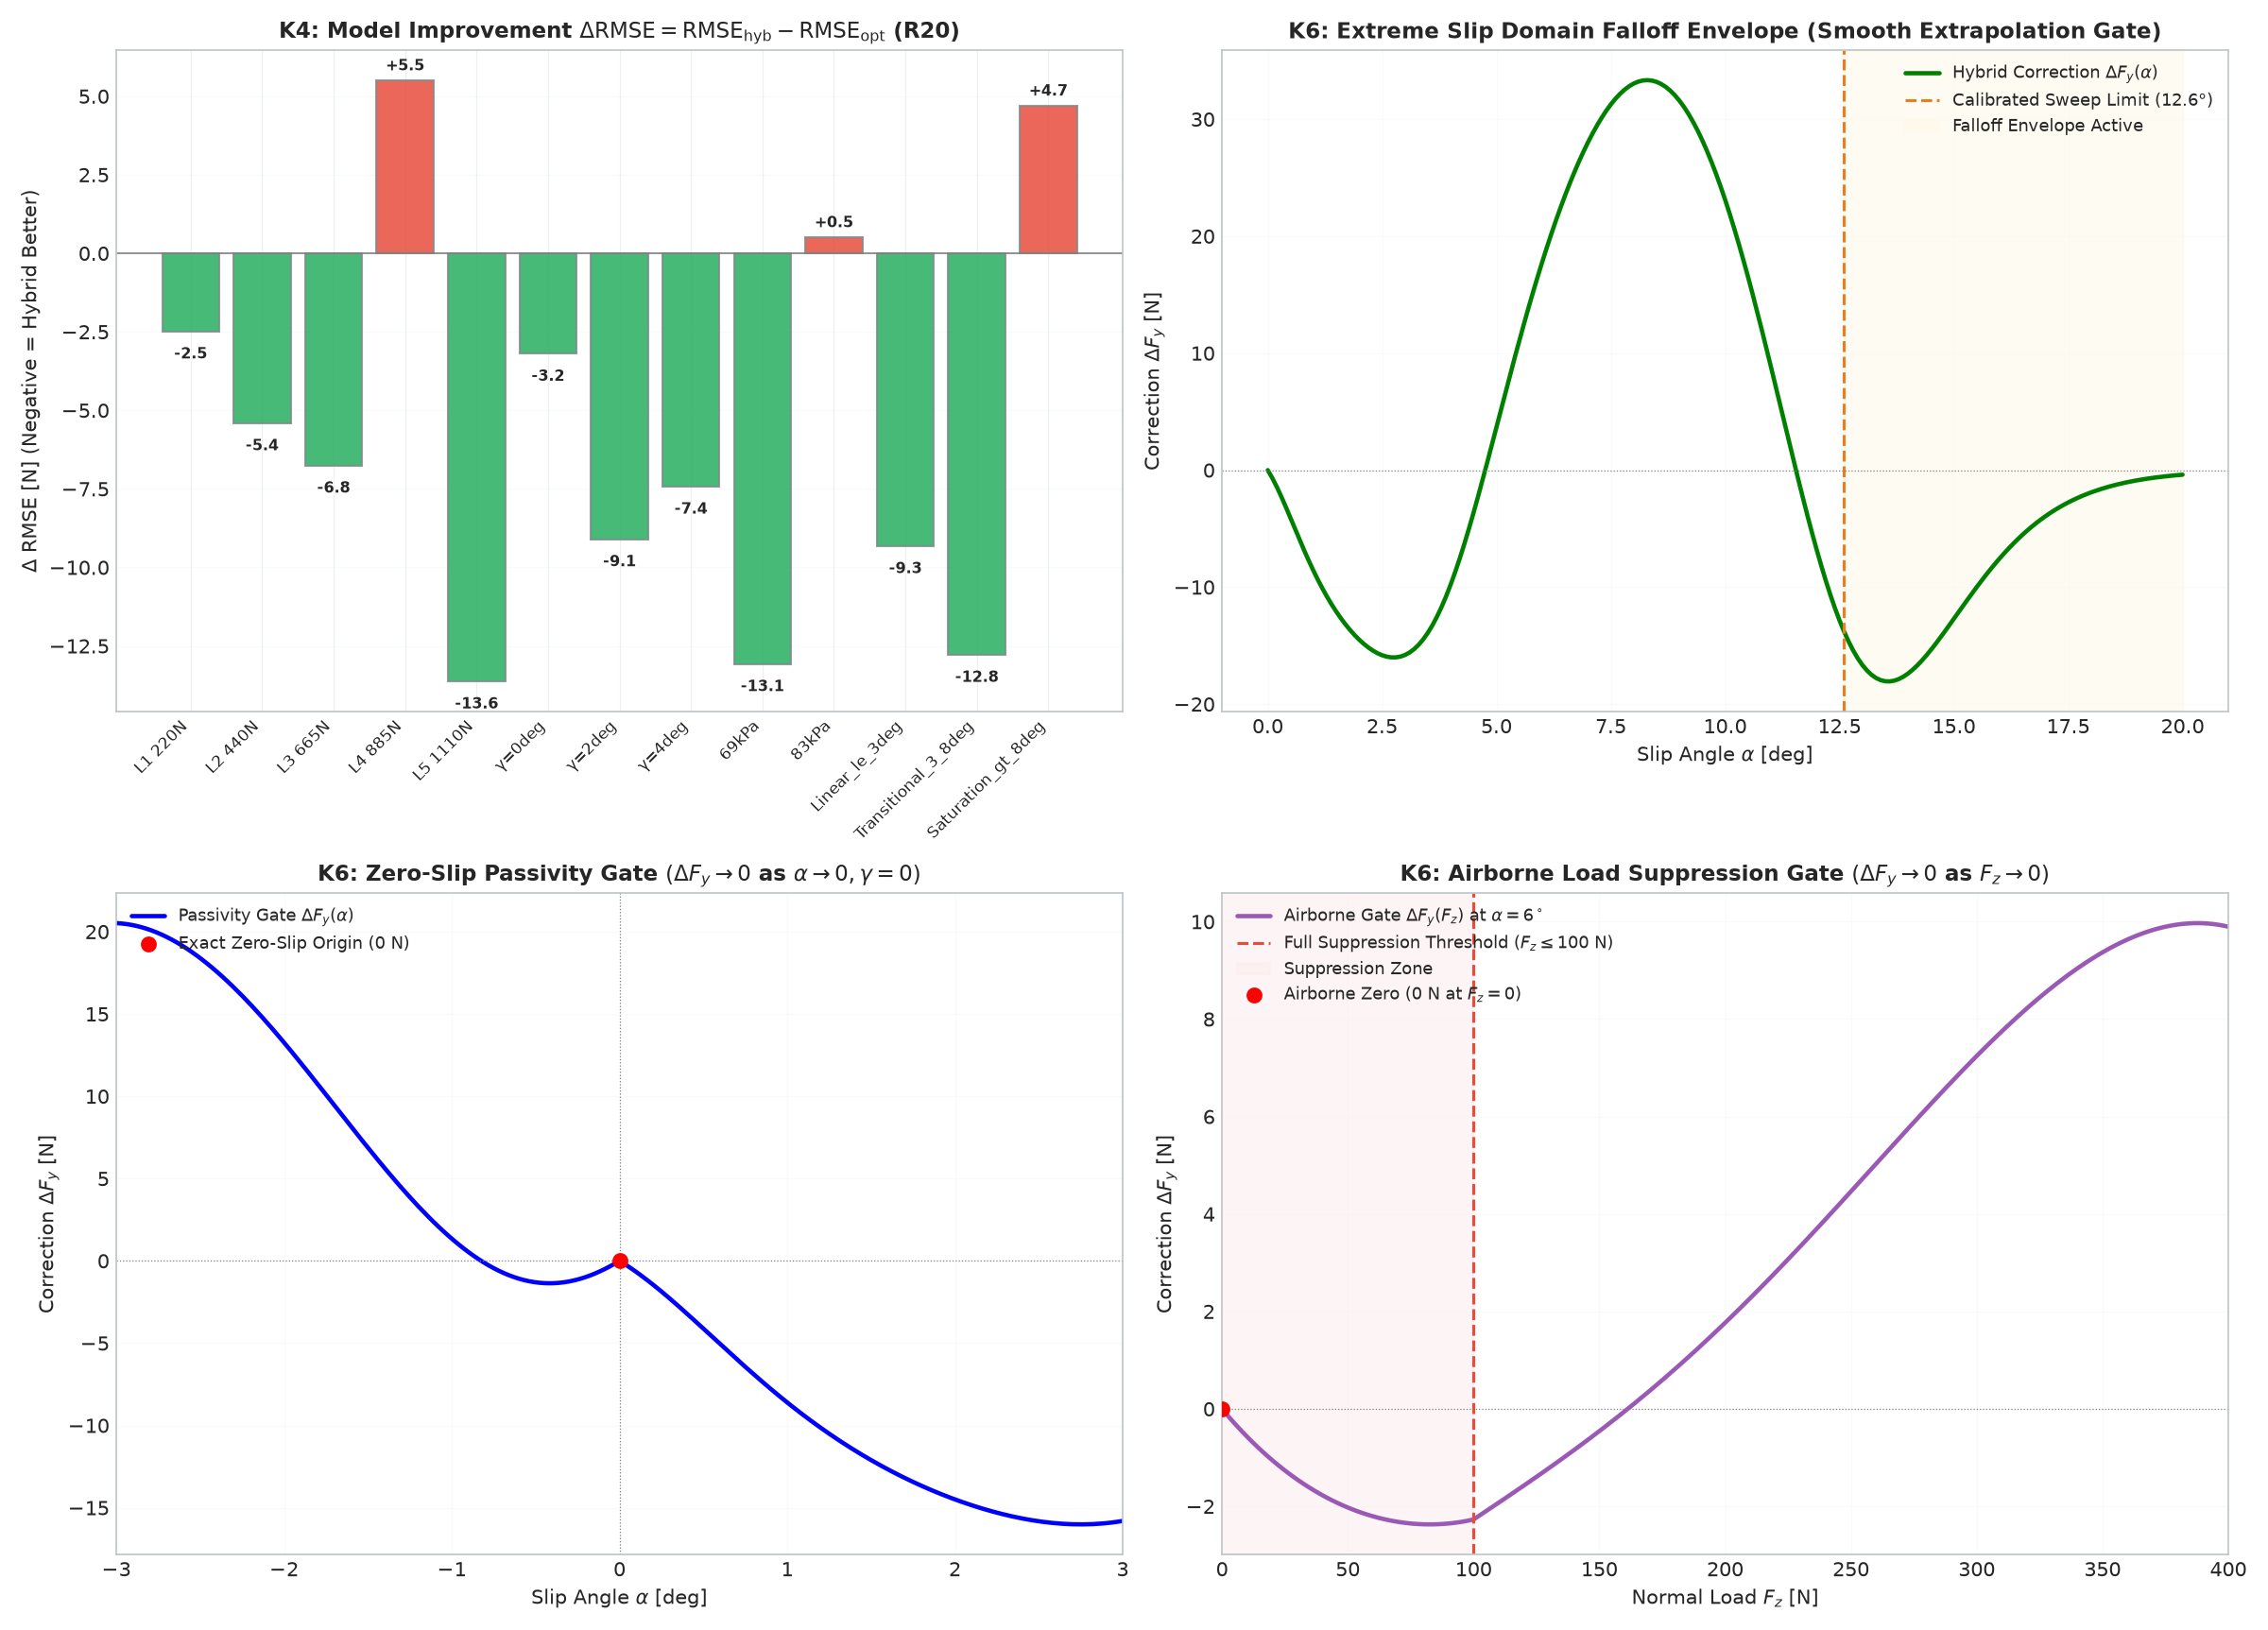 K4: Model Improvement ΔRMSE = RMSE_hyb − RMSE_opt (R20)
Δ RMSE [N] (Negative = Hybrid Better)
5.0
2.5
0.0
−2.5
−5.0
−7.5
−10.0
−12.5
-2.5
-5.4
-6.8
+5.5
-13.6
-3.2
-9.1
-7.4
-13.1
+0.5
-9.3
-12.8
+4.7
L1 220N
L2 440N
L3 665N
L4 885N
L5 1110N
γ=0deg
γ=2deg
γ=4deg
69kPa
83kPa
Linear_le_3deg
Transitional_3_8deg
Saturation_gt_8deg
K6: Extreme Slip Domain Falloff Envelope (Smooth Extrapolation Gate)
Correction ΔF_y [N]
30
20
10
0
−10
−20
Hybrid Correction ΔF_y(α)
Calibrated Sweep Limit (12.6°)
Falloff Envelope Active
0.0 2.5 5.0 7.5 10.0 12.5 15.0 17.5 20.0
Slip Angle α [deg]
K6: Zero-Slip Passivity Gate (ΔF_y → 0 as α → 0, γ = 0)
Correction ΔF_y [N]
20
15
10
5
0
−5
−10
−15
Passivity Gate ΔF_y(α)
Exact Zero-Slip Origin (0 N)
−3 −2 −1 0 1 2 3
Slip Angle α [deg]
K6: Airborne Load Suppression Gate (ΔF_y → 0 as F_z → 0)
Correction ΔF_y [N]
10
8
6
4
2
0
−2
Airborne Gate ΔF_y(F_z) at α = 6°
Full Suppression Threshold (F_z ≤ 100 N)
Suppression Zone
Airborne Zero (0 N at F_z = 0)
0 50 100 150 200 250 300 350 400
Normal Load F_z [N]